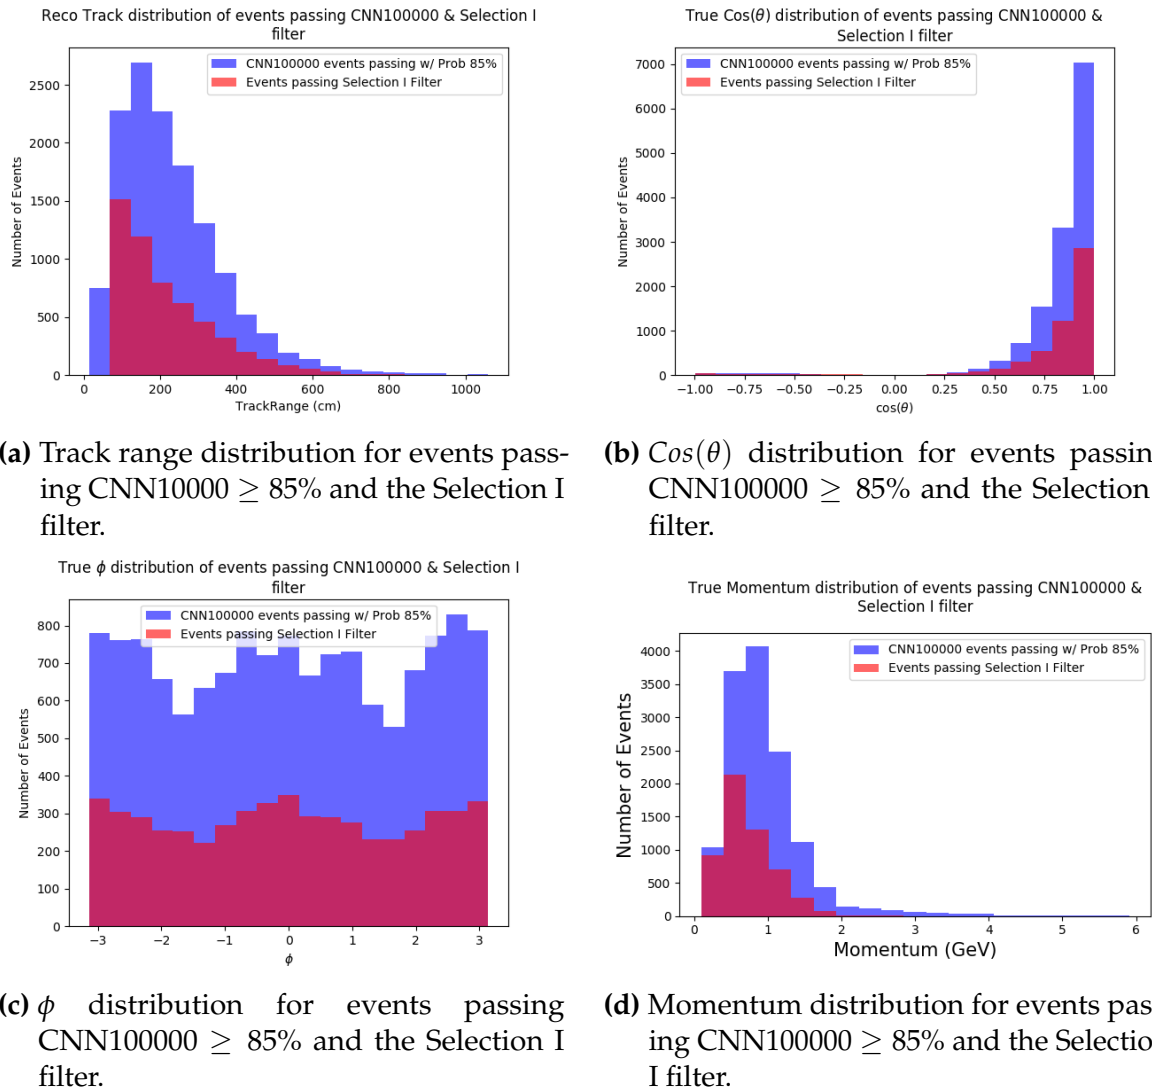 Reco Track distribution of events passing CNN100000 & Selection I
filter
CNN100000 events passing w/ Prob 85%
Events passing Selection I Filter
Number of Events
0
500
1000
1500
2000
2500
0 200 400 600 800 1000
TrackRange (cm)
(a) Track range distribution for events pass-
ing CNN10000 ≥ 85% and the Selection I
filter.
True Cos(θ) distribution of events passing CNN100000 &
Selection I filter
CNN100000 events passing w/ Prob 85%
Events passing Selection I Filter
Number of Events
0
1000
2000
3000
4000
5000
6000
7000
−1.00 −0.75 −0.50 −0.25 0.00 0.25 0.50 0.75 1.00
cos(θ)
(b) Cos(θ) distribution for events passin
CNN100000 ≥ 85% and the Selection
filter.
True ϕ distribution of events passing CNN100000 & Selection I
filter
CNN100000 events passing w/ Prob 85%
Events passing Selection I Filter
Number of Events
0
100
200
300
400
500
600
700
800
−3 −2 −1 0 1 2 3
ϕ
(c) ϕ distribution for events passing
CNN100000 ≥ 85% and the Selection I
filter.
True Momentum distribution of events passing CNN100000 &
Selection I filter
CNN100000 events passing w/ Prob 85%
Events passing Selection I Filter
Number of Events
0
500
1000
1500
2000
2500
3000
3500
4000
0 1 2 3 4 5 6
Momentum (GeV)
(d) Momentum distribution for events pas
ing CNN100000 ≥ 85% and the Selectio
I filter.